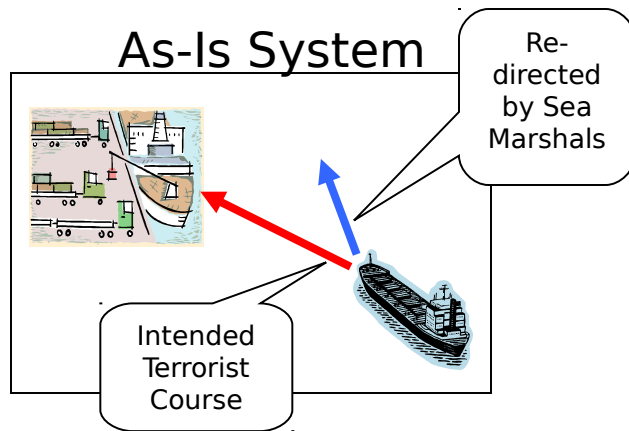 As-Is System
Re-
directed
by Sea
Marshals
Intended
Terrorist
Course